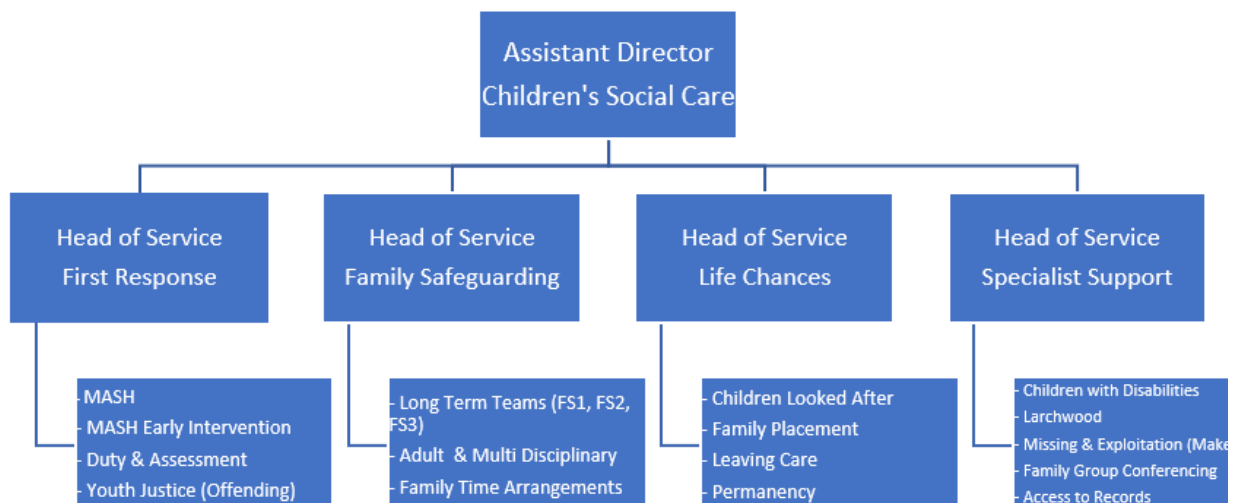 Assistant Director
Children's Social Care
Head of Service
First Response
Head of Service
Family Safeguarding
Head of Service
Life Chances
Head of Service
Specialist Support
- MASH
- MASH Early Intervention
- Duty & Assessment
- Youth Justice (Offending)
- Long Term Teams (FS1, FS2,
FS3)
- Adult & Multi Disciplinary
- Family Time Arrangements
- Children Looked After
- Family Placement
- Leaving Care
- Permanency
- Children with Disabilities
- Larchwood
- Missing & Exploitation (Make
- Family Group Conferencing
- Access to Records